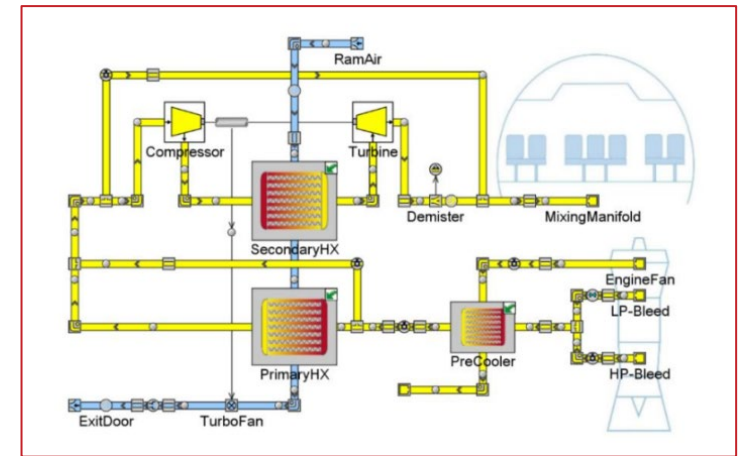 RamAir
Compressor
Turbine
Demister
MixingManifold
SecondaryHX
EngineFan
LP-Bleed
PreCooler
HP-Bleed
PrimaryHX
ExitDoor
TurboFan